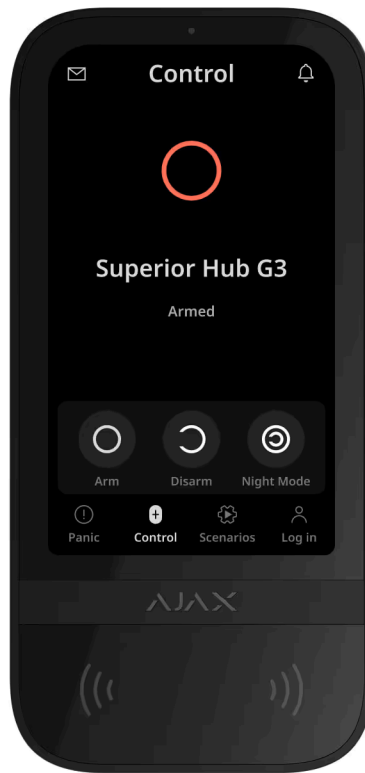 Control
Superior Hub G3
Armed
Arm Disarm Night Mode
Panic Control Scenarios Log in
AJAX